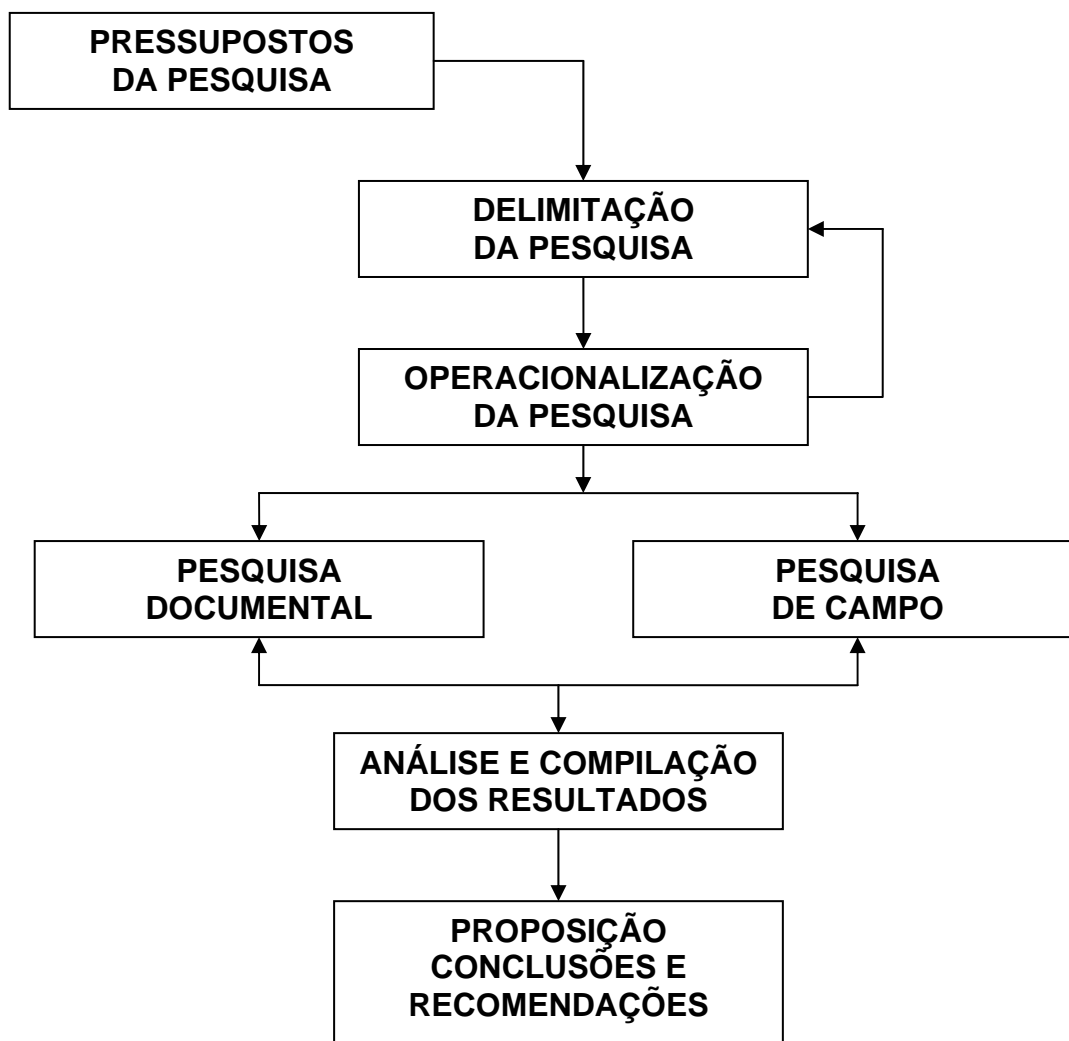 PRESSUPOSTOS
DA PESQUISA
DELIMITAÇÃO
DA PESQUISA
OPERACIONALIZAÇÃO
DA PESQUISA
PESQUISA
DOCUMENTAL
PESQUISA
DE CAMPO
ANÁLISE E COMPILAÇÃO
DOS RESULTADOS
PROPOSIÇÃO
CONCLUSÕES E
RECOMENDAÇÕES